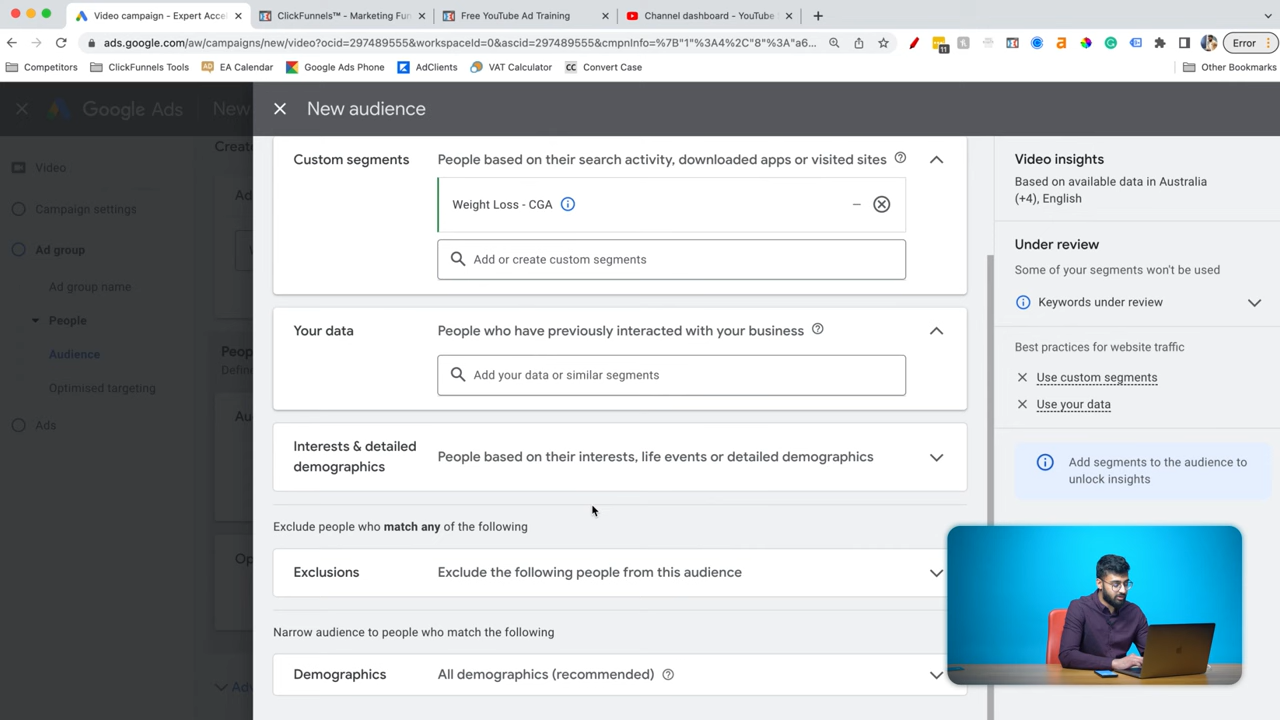 Video campaign - Expert Acce
ClickFunnels™ - Marketing Fun
Free YouTube Ad Training
Channel dashboard - YouTube
ads.google.com/aw/campaigns/new/video?ocid=297489555&workspaceId=0&ascid=297489555&cmpnInfo=%7B"1"%3A4%2C"8"%3A"a6...
11
Error
Competitors
ClickFunnels Tools
EA Calendar
Google Ads Phone
AdClients
VAT Calculator
Convert Case
Other Bookmarks
Google Ads
New
New audience
Video
Campaign settings
Ad group
Ad group name
People
Audience
Optimised targeting
Ads
Custom segments
People based on their search activity, downloaded apps or visited sites
Weight Loss - CGA
Add or create custom segments
Your data
People who have previously interacted with your business
Add your data or similar segments
Interests & detailed
demographics
People based on their interests, life events or detailed demographics
Exclude people who match any of the following
Exclusions
Exclude the following people from this audience
Narrow audience to people who match the following
Demographics
All demographics (recommended)
Video insights
Based on available data in Australia
(+4), English
Under review
Some of your segments won't be used
Keywords under review
Best practices for website traffic
Use custom segments
Use your data
Add segments to the audience to
unlock insights